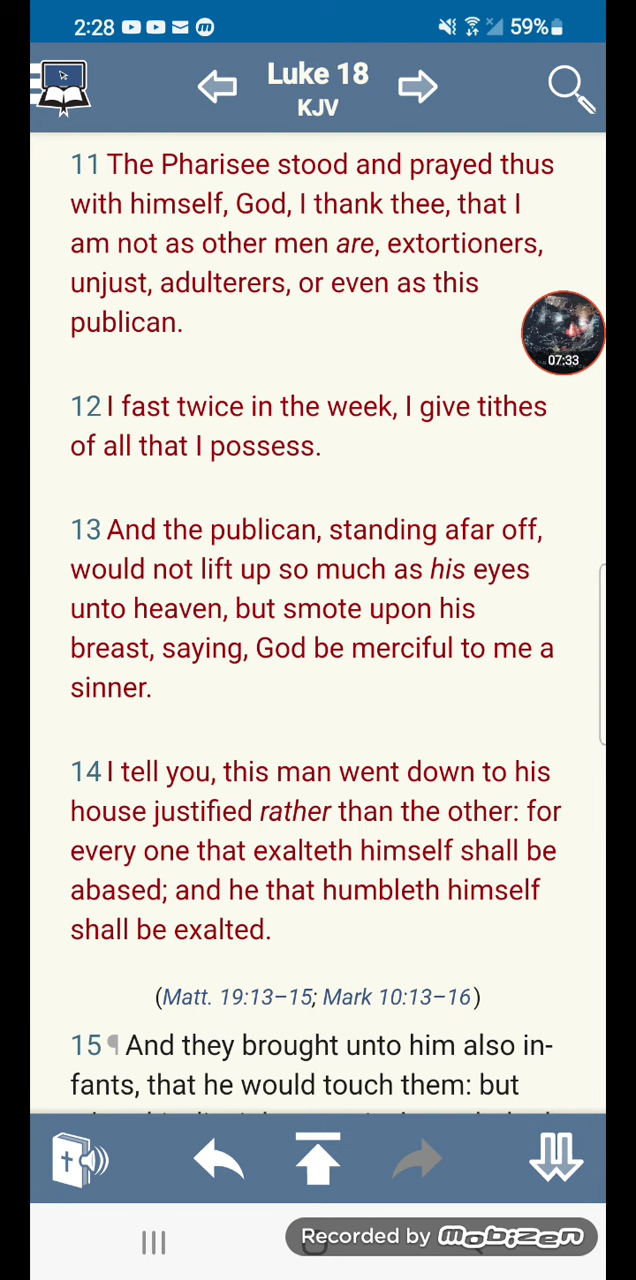 2:28 59%
Luke 18
KJV
11 The Pharisee stood and prayed thus
with himself, God, I thank thee, that I
am not as other men are, extortioners,
unjust, adulterers, or even as this
publican.
07:33
12 I fast twice in the week, I give tithes
of all that I possess.
13 And the publican, standing afar off,
would not lift up so much as his eyes
unto heaven, but smote upon his
breast, saying, God be merciful to me a
sinner.
14 I tell you, this man went down to his
house justified rather than the other: for
every one that exalteth himself shall be
abased; and he that humbleth himself
shall be exalted.
(Matt. 19:13–15; Mark 10:13–16)
15 ¶ And they brought unto him also in-
fants, that he would touch them: but
Recorded by mobizen